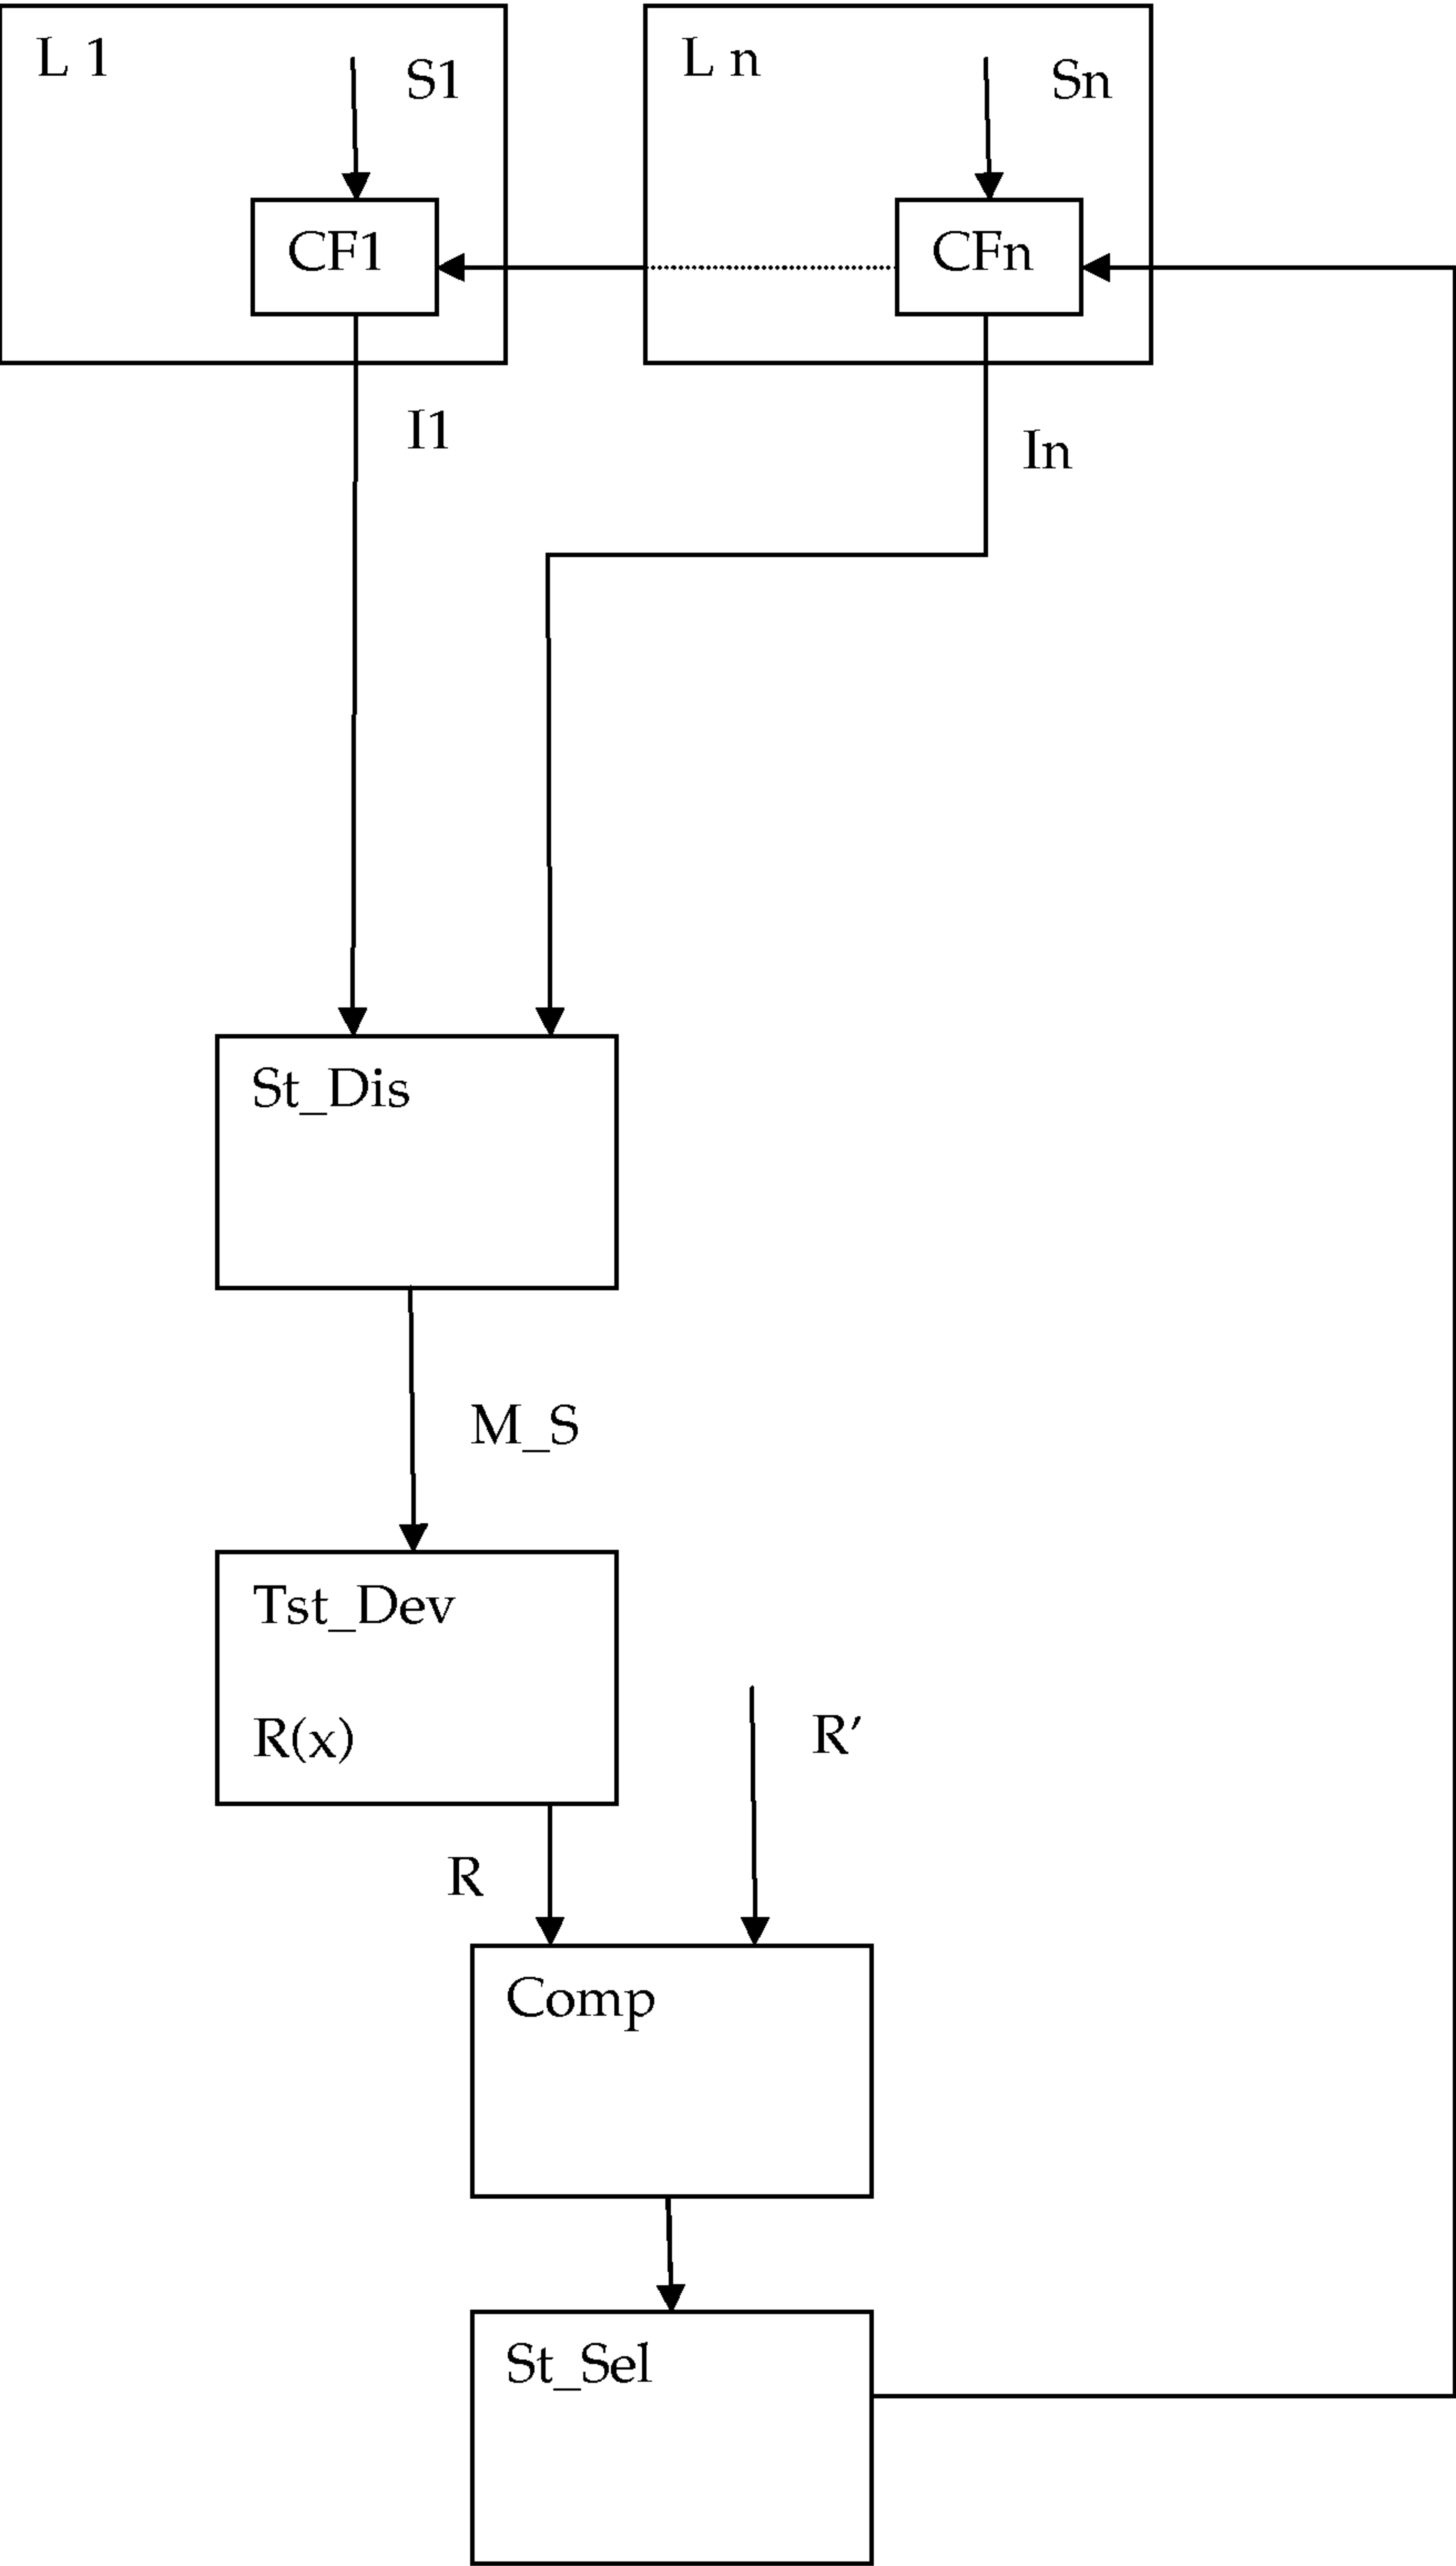 L 1
S1
L n
Sn
CF1
CFn
I1
In
St_Dis
M_S
Tst_Dev
R(x)
R′
R
Comp
St_Sel